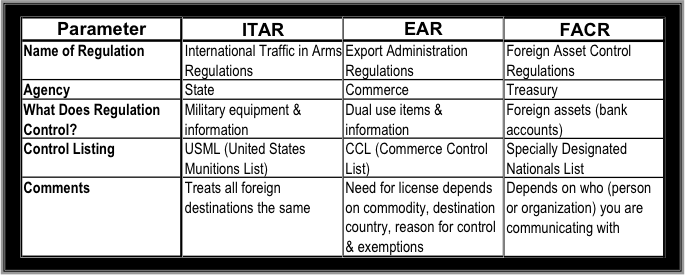 Parameter ITAR EAR FACR
Name of Regulation International Traffic in Arms Export Administration Foreign Asset Control
Regulations Regulations Regulations
Agency State Commerce Treasury
What Does Regulation Military equipment & Dual use items & Foreign assets (bank
Control? information information accounts)
Control Listing USML (United States CCL (Commerce Control Specially Designated
Munitions List) List) Nationals List
Comments Treats all foreign Need for license depends Depends on who (person
destinations the same on commodity, destination or organization) you are
country, reason for control communicating with
& exemptions